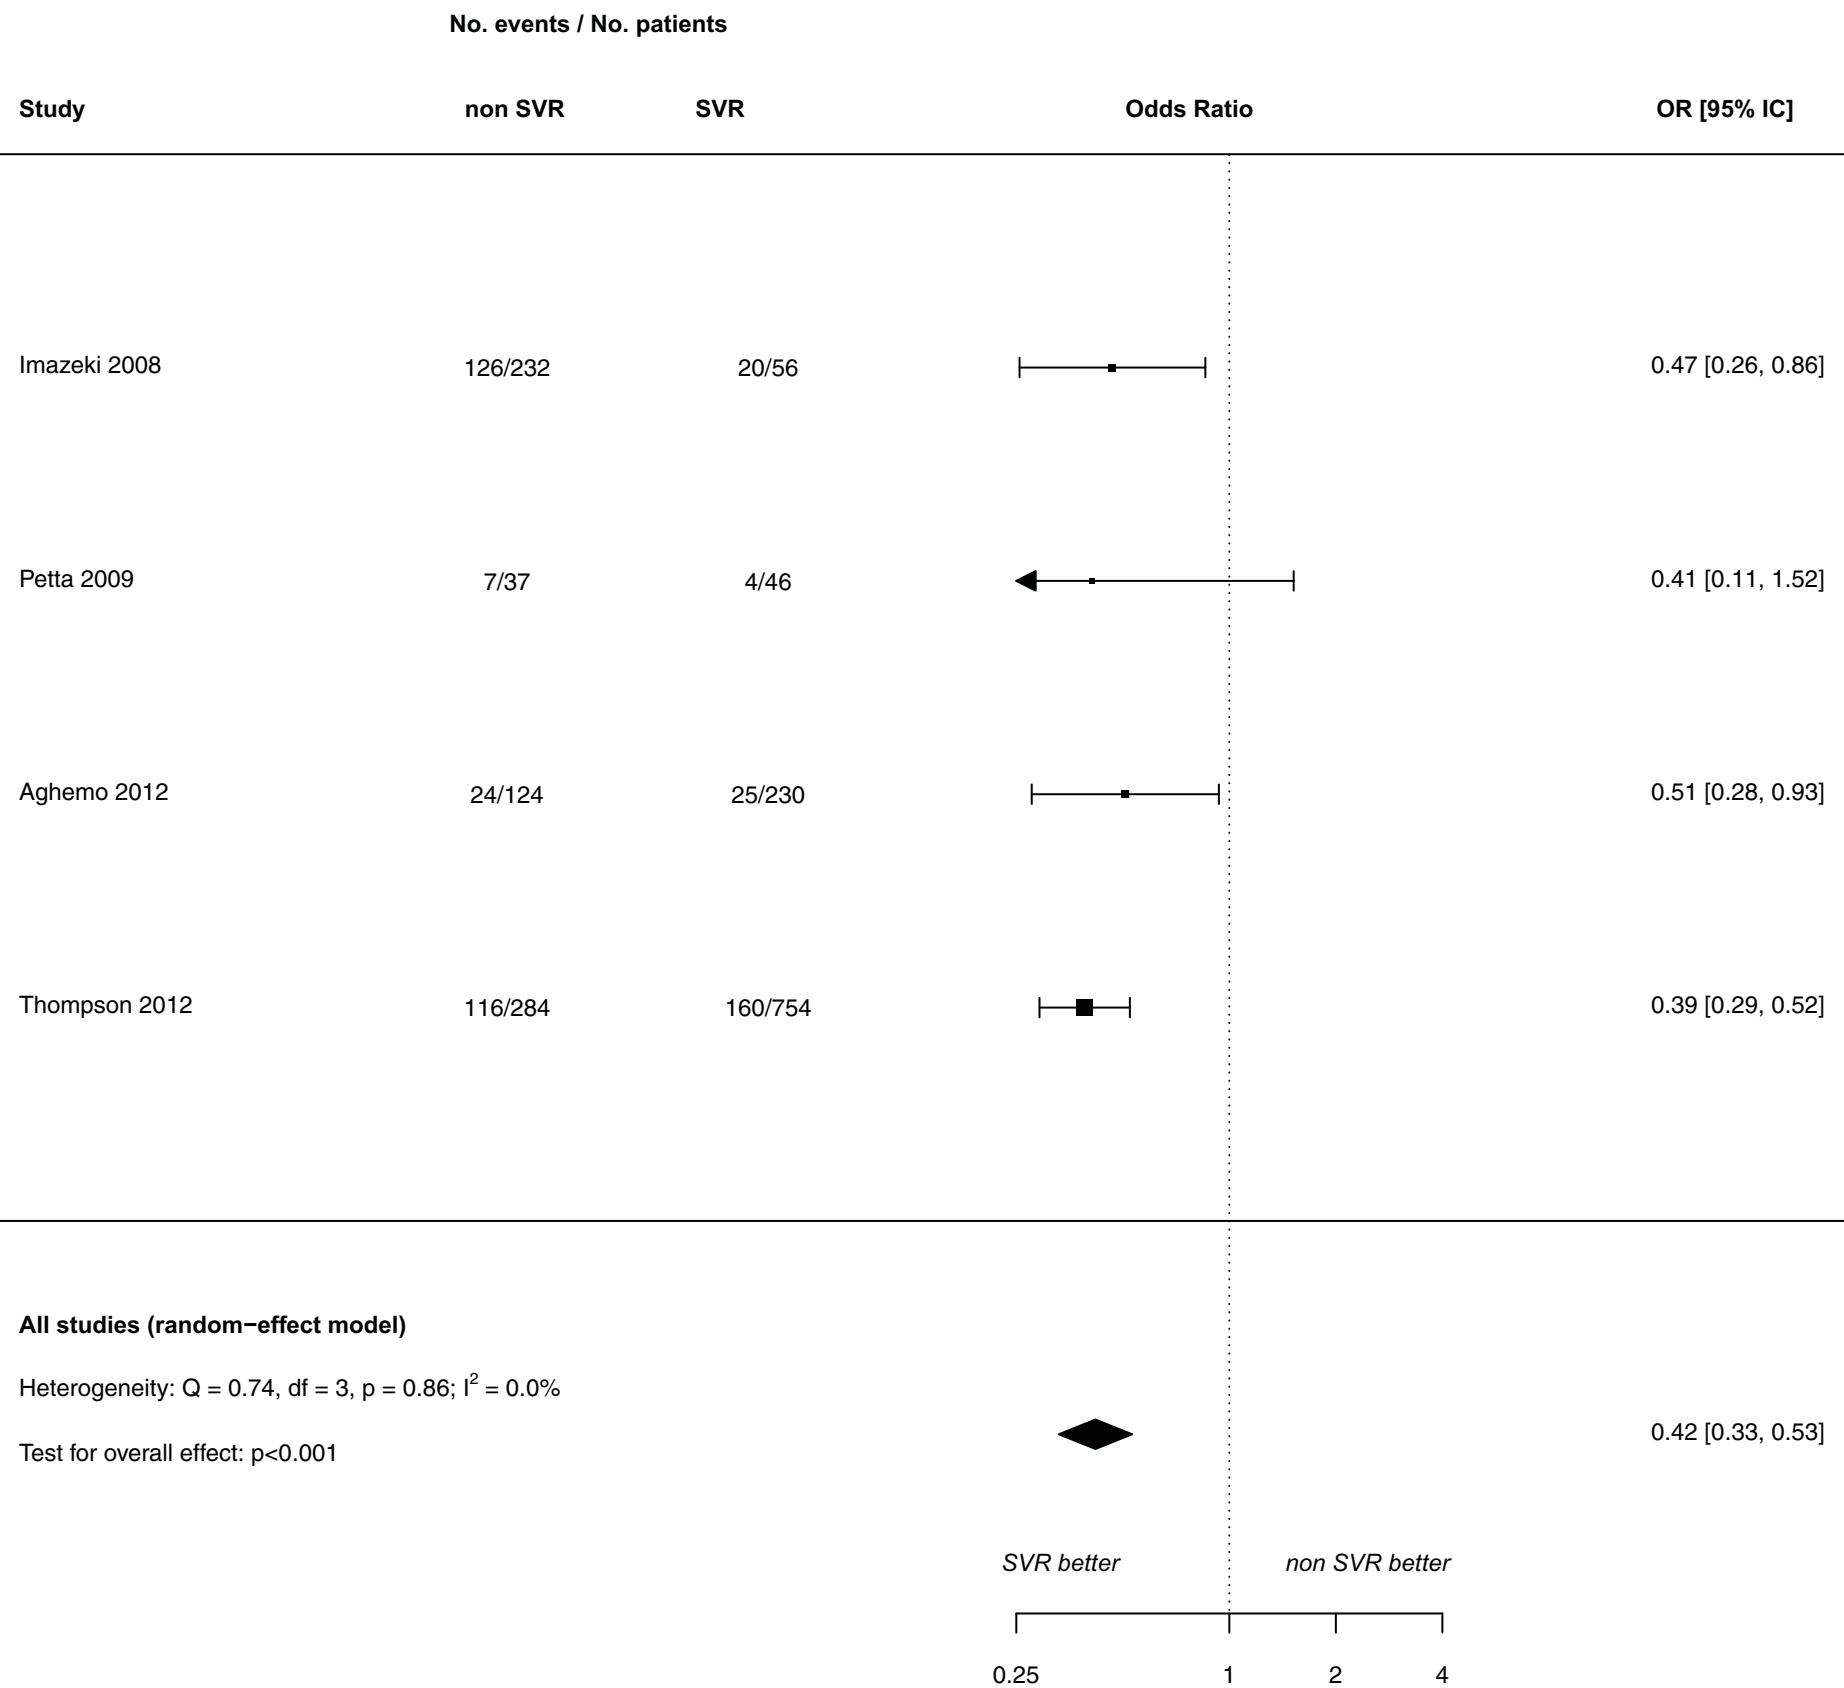 No. events / No. patients
Study non SVR SVR Odds Ratio OR [95% IC]
Imazeki 2008 126/232 20/56 0.47 [0.26, 0.86]
Petta 2009 7/37 4/46 0.41 [0.11, 1.52]
Aghemo 2012 24/124 25/230 0.51 [0.28, 0.93]
Thompson 2012 116/284 160/754 0.39 [0.29, 0.52]
All studies (random−effect model)
Heterogeneity: Q = 0.74, df = 3, p = 0.86; I² = 0.0%
0.42 [0.33, 0.53]
Test for overall effect: p<0.001
SVR better non SVR better
0.25 1 2 4